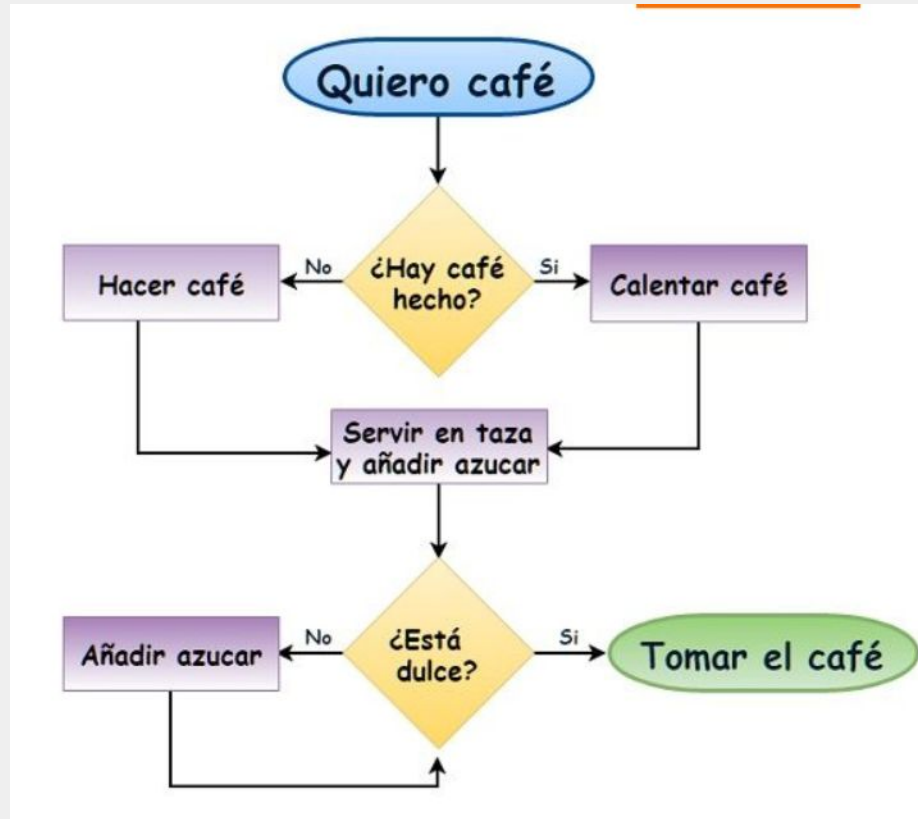 Quiero café
No
¿Hay café
hecho?
Si
Hacer café
Calentar café
Servir en taza
y añadir azucar
No
¿Está
dulce?
Si
Añadir azucar
Tomar el café